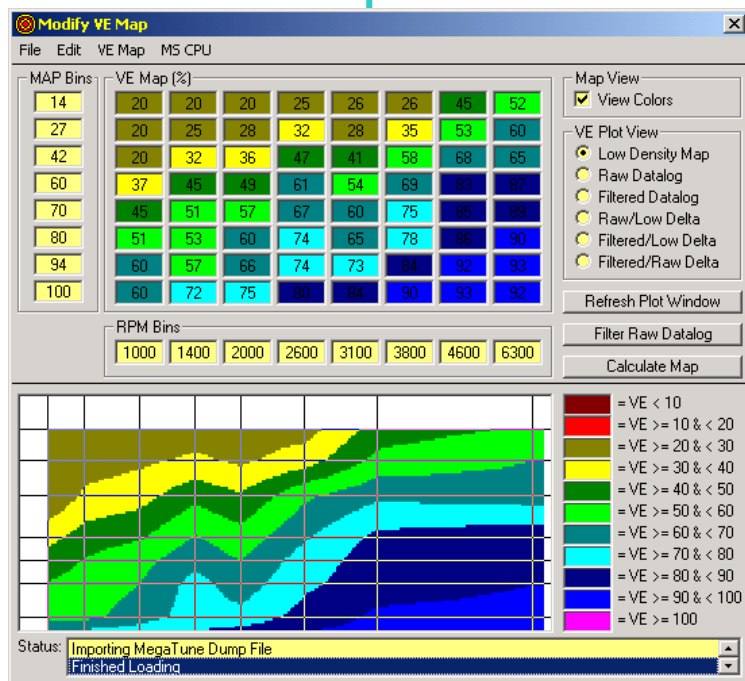 Modify VE Map
File Edit VE Map MS CPU
MAP Bins VE Map (%) Map View
14 20 20 20 25 26 26 45 52 View Colors
27 20 25 28 32 28 35 53 60 VE Plot View
42 20 32 36 47 41 58 68 65 Low Density Map
Raw Datalog
60 37 45 49 61 54 69 83 87 Filtered Datalog
70 45 51 57 67 60 75 85 89 Raw/Low Delta
80 51 53 60 74 65 78 86 90 Filtered/Low Delta
94 60 57 66 74 73 84 92 93 Filtered/Raw Delta
100 60 72 75 80 84 90 93 92 Refresh Plot Window
RPM Bins Filter Raw Datalog
1000 1400 2000 2600 3100 3800 4600 6300 Calculate Map
= VE < 10
= VE >= 10 & < 20
= VE >= 20 & < 30
= VE >= 30 & < 40
= VE >= 40 & < 50
= VE >= 50 & < 60
= VE >= 60 & < 70
= VE >= 70 & < 80
= VE >= 80 & < 90
= VE >= 90 & < 100
= VE >= 100
Status: Importing MegaTune Dump File
Finished Loading